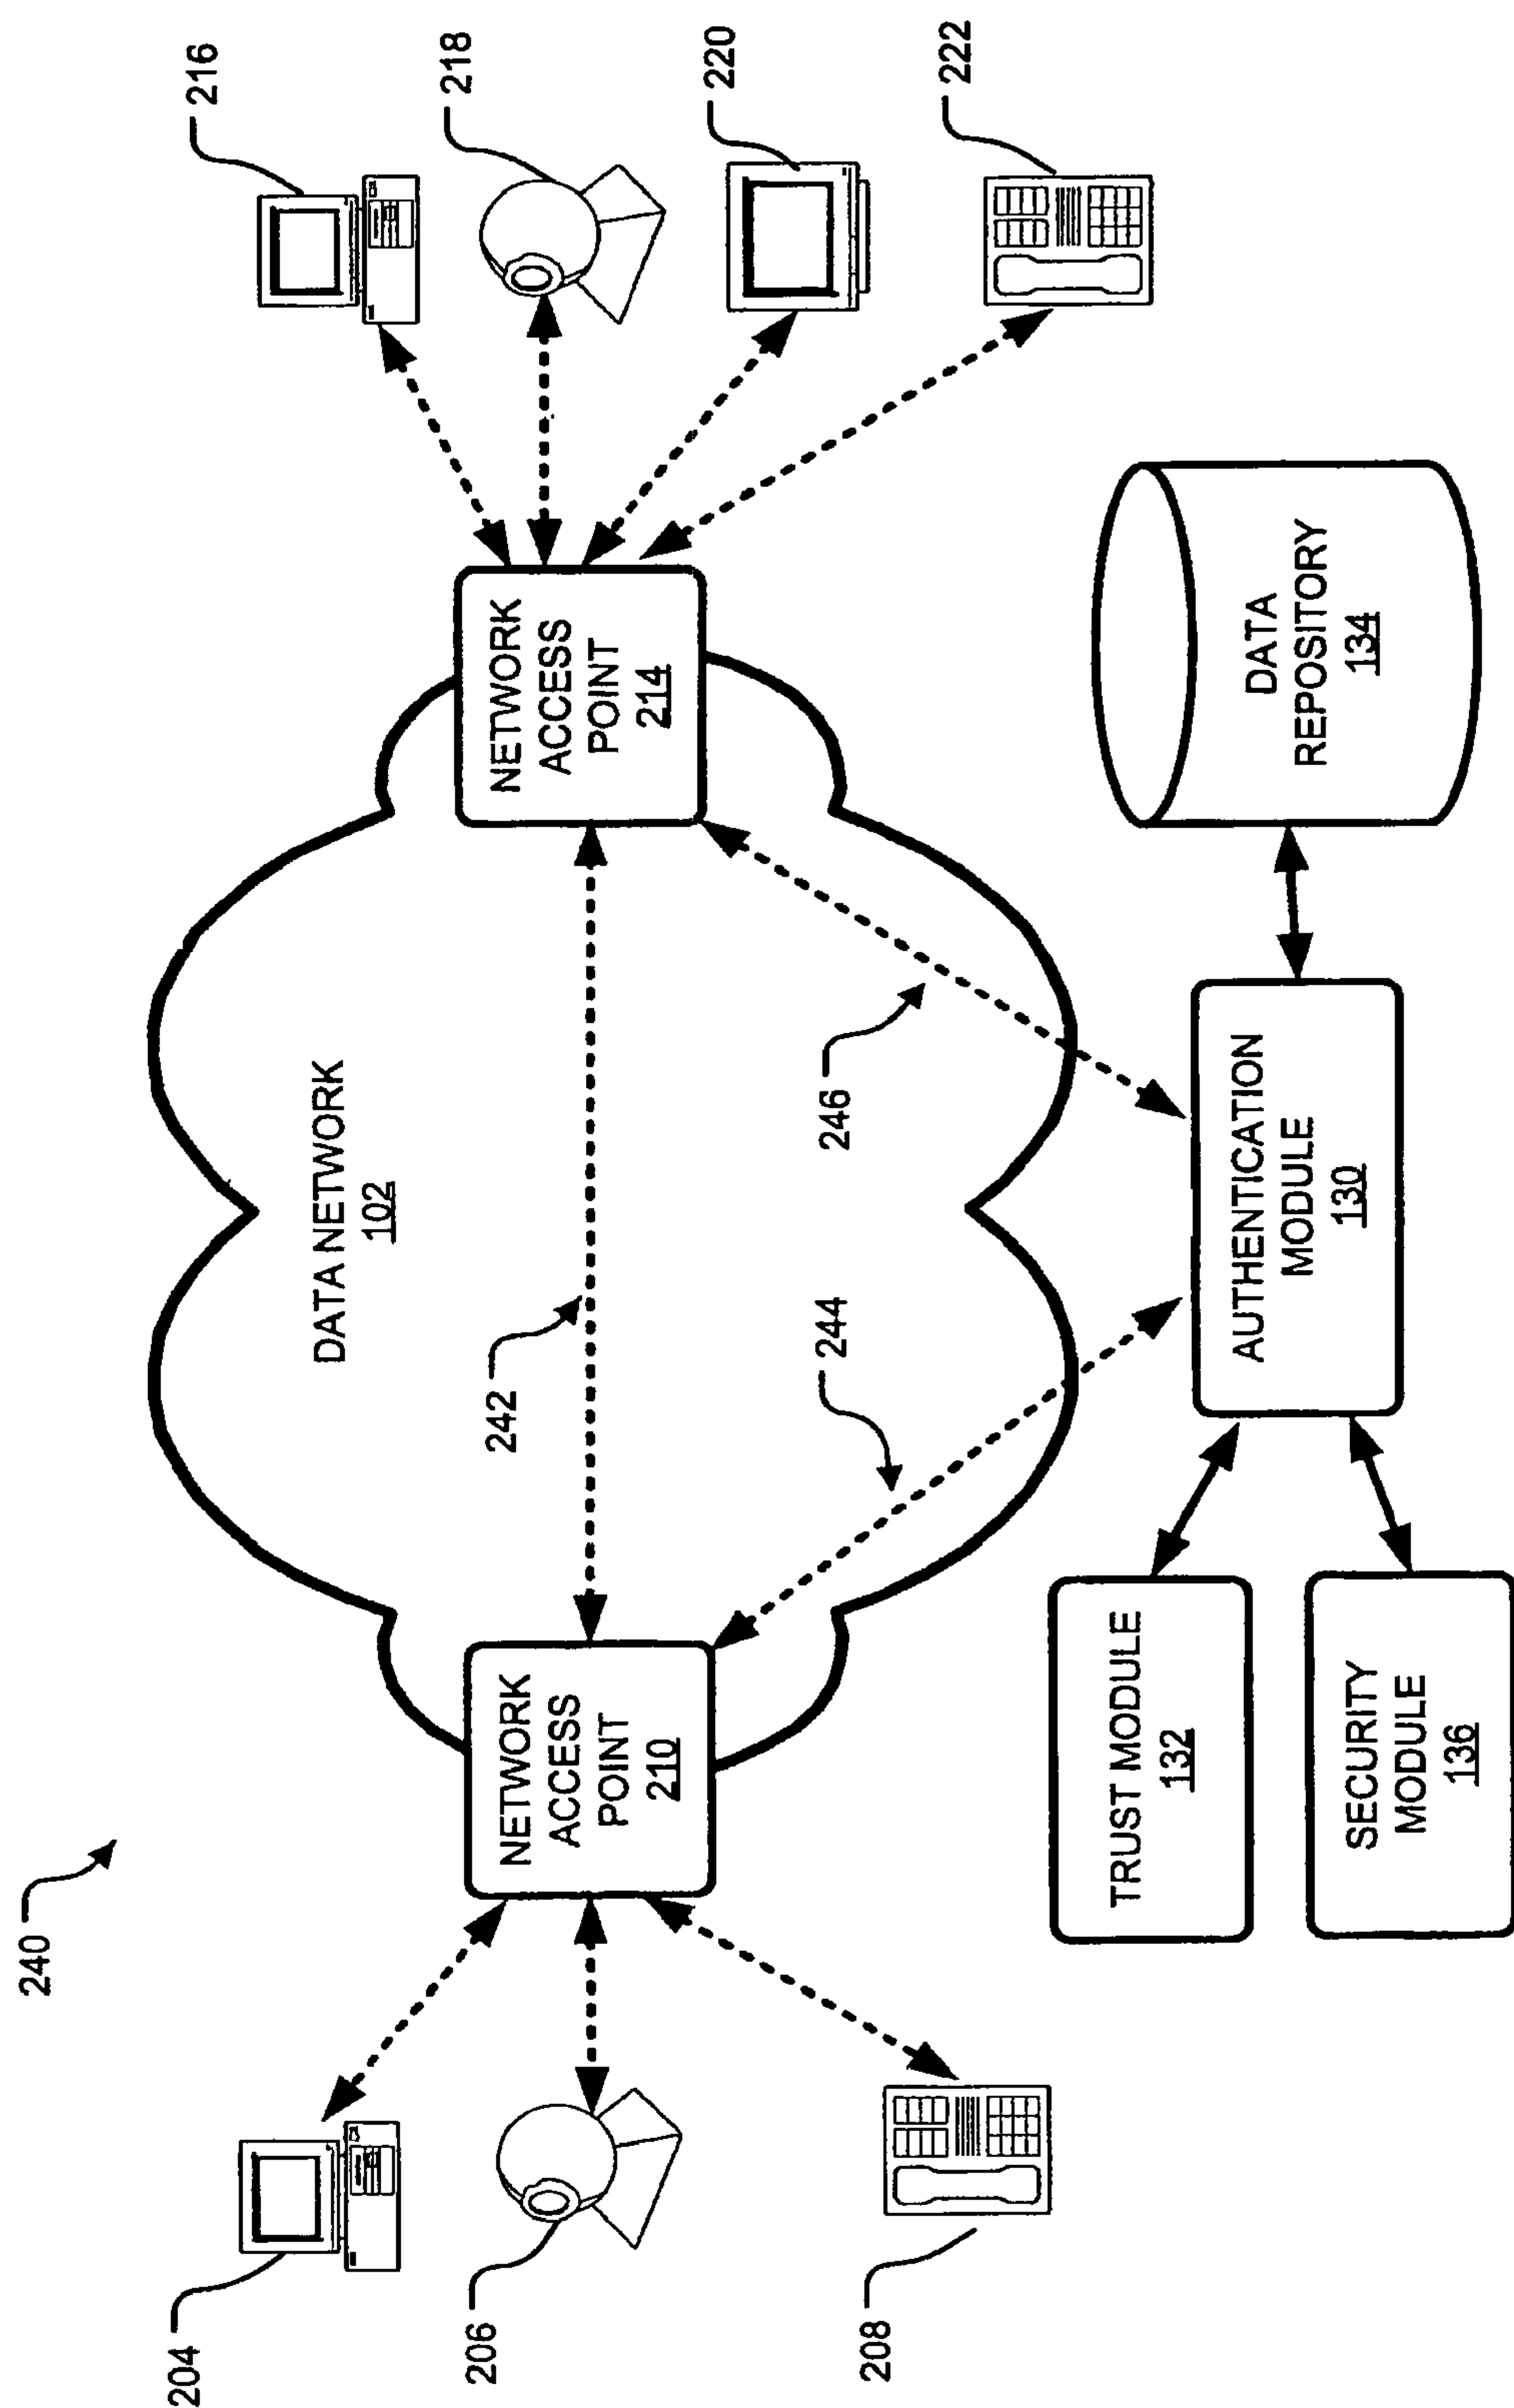 240
204
206
208
NETWORK
ACCESS
POINT
210
DATA NETWORK
102
242
244
246
NETWORK
ACCESS
POINT
214
216
218
220
222
TRUST MODULE
132
SECURITY
MODULE
136
AUTHENTICATION
MODULE
130
DATA
REPOSITORY
134